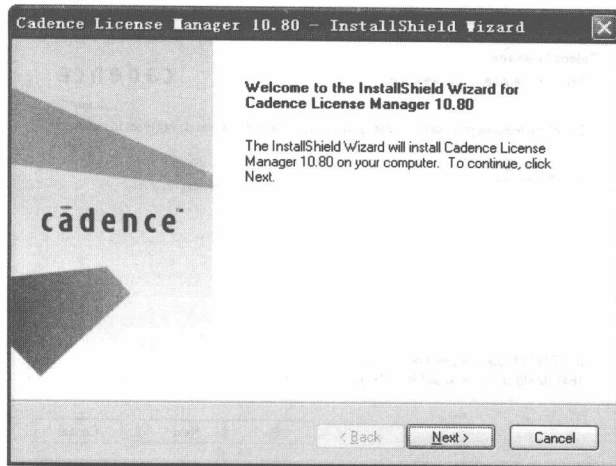 Cadence License Manager 10.80 - InstallShield Wizard
Welcome to the InstallShield Wizard for
Cadence License Manager 10.80
The InstallShield Wizard will install Cadence License
Manager 10.80 on your computer. To continue, click
Next.
cādence™
< Back
Next >
Cancel